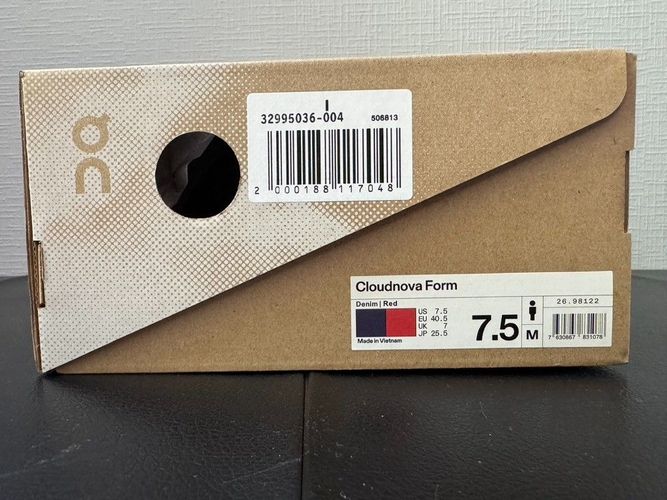 I
32995036-004
506813
2 000188 117048
Cloudnova Form
Denim | Red
US 7.5
EU 40.5
UK 7
JP 25.5
Made in Vietnam
7.5
M
26.98122
7 630867 831078